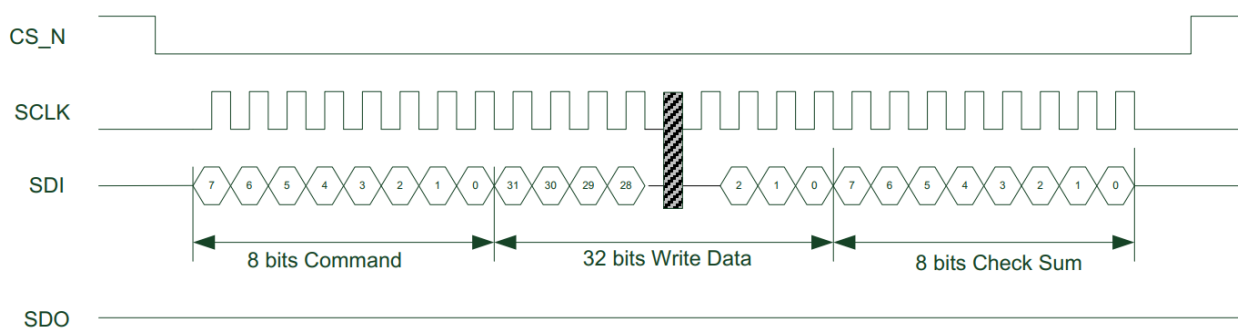 CS_N
SCLK
SDI 7 6 5 4 3 2 1 0 31 30 29 28 2 1 0 7 6 5 4 3 2 1 0
8 bits Command 32 bits Write Data 8 bits Check Sum
SDO